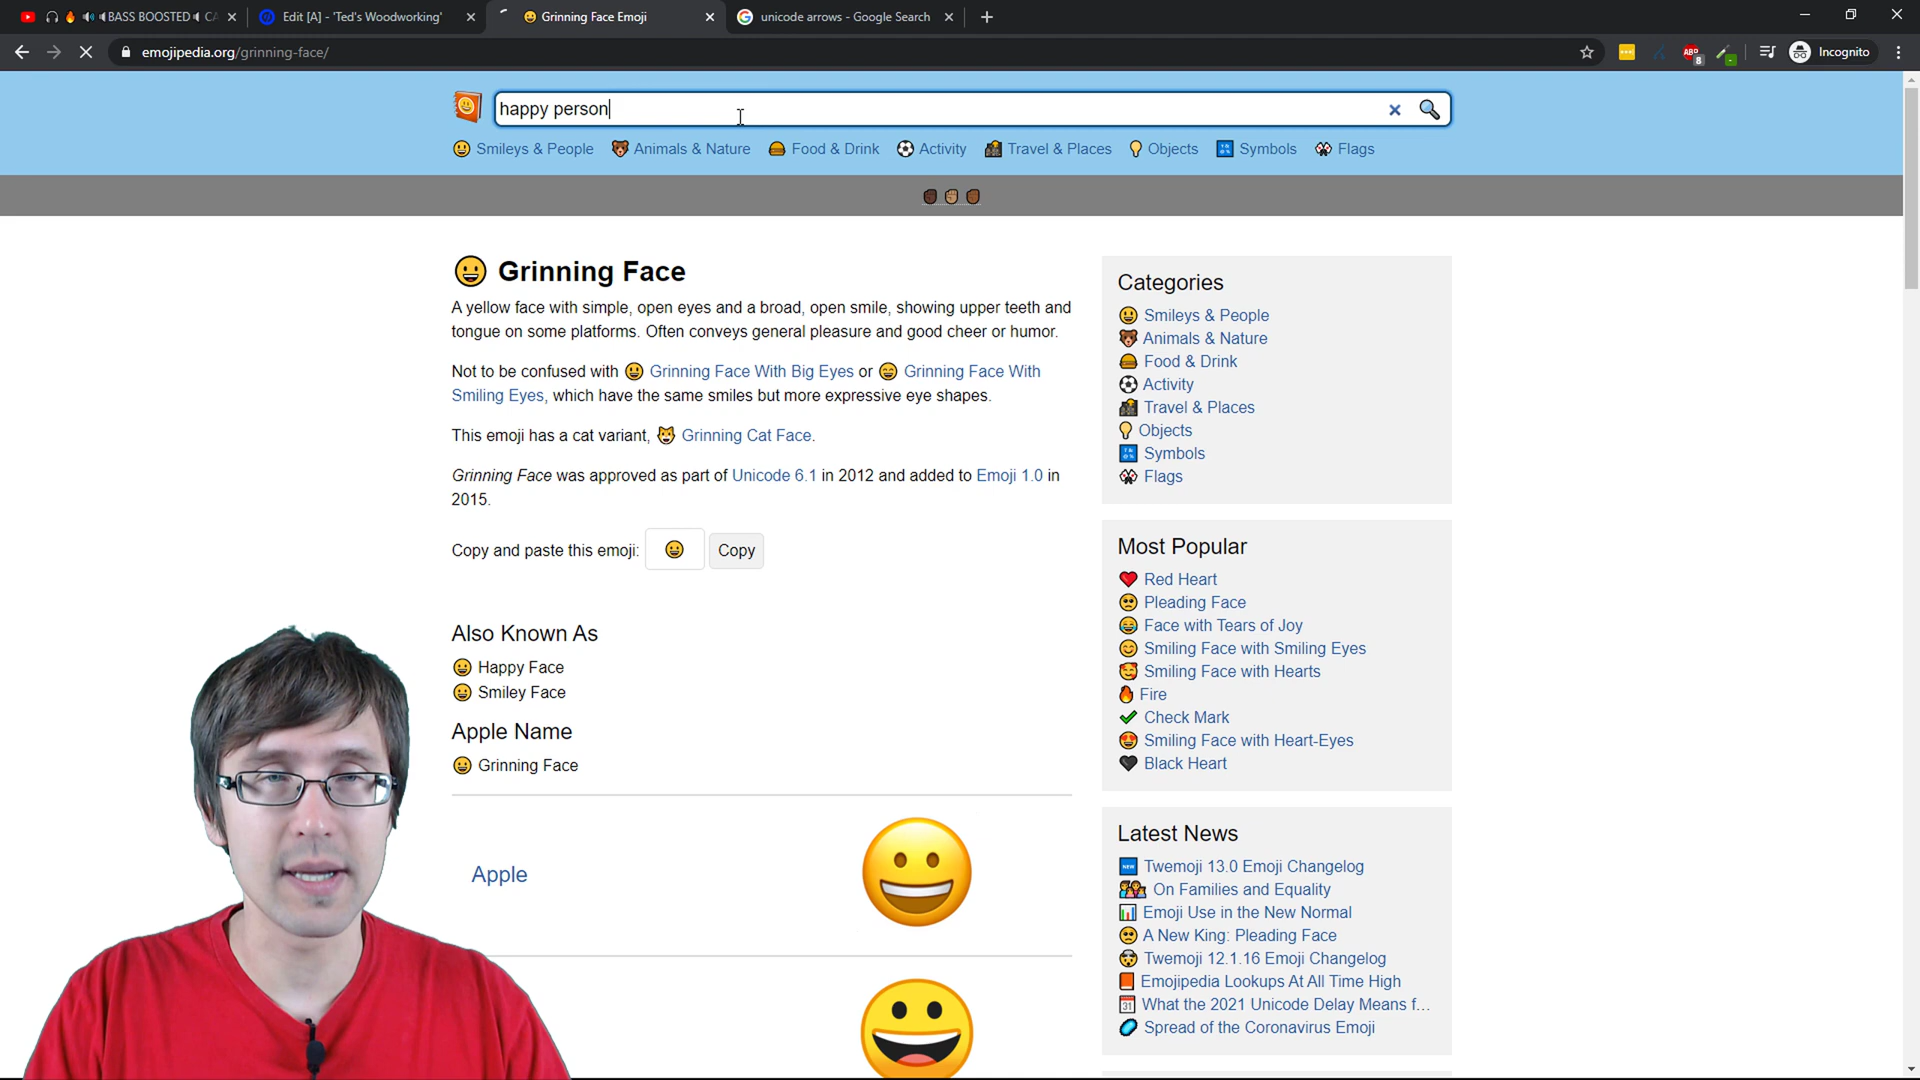 ◀BASS BOOSTED◀ CA
Edit [A] - 'Ted's Woodworking'
Grinning Face Emoji
unicode arrows - Google Search
emojipedia.org/grinning-face/
ABP
8
Incognito
happy person
Smileys & People
Animals & Nature
Food & Drink
Activity
Travel & Places
Objects
Symbols
Flags
Grinning Face
A yellow face with simple, open eyes and a broad, open smile, showing upper teeth and
tongue on some platforms. Often conveys general pleasure and good cheer or humor.
Not to be confused with 😃 Grinning Face With Big Eyes or 😄 Grinning Face With
Smiling Eyes, which have the same smiles but more expressive eye shapes.
This emoji has a cat variant, 😺 Grinning Cat Face.
Grinning Face was approved as part of Unicode 6.1 in 2012 and added to Emoji 1.0 in
2015.
Copy and paste this emoji: 😀 Copy
Also Known As
Happy Face
Smiley Face
Apple Name
Grinning Face
Apple
Categories
Smileys & People
Animals & Nature
Food & Drink
Activity
Travel & Places
Objects
Symbols
Flags
Most Popular
Red Heart
Pleading Face
Face with Tears of Joy
Smiling Face with Smiling Eyes
Smiling Face with Hearts
Fire
Check Mark
Smiling Face with Heart-Eyes
Black Heart
Latest News
Twemoji 13.0 Emoji Changelog
On Families and Equality
Emoji Use in the New Normal
A New King: Pleading Face
Twemoji 12.1.16 Emoji Changelog
Emojipedia Lookups At All Time High
What the 2021 Unicode Delay Means f...
Spread of the Coronavirus Emoji